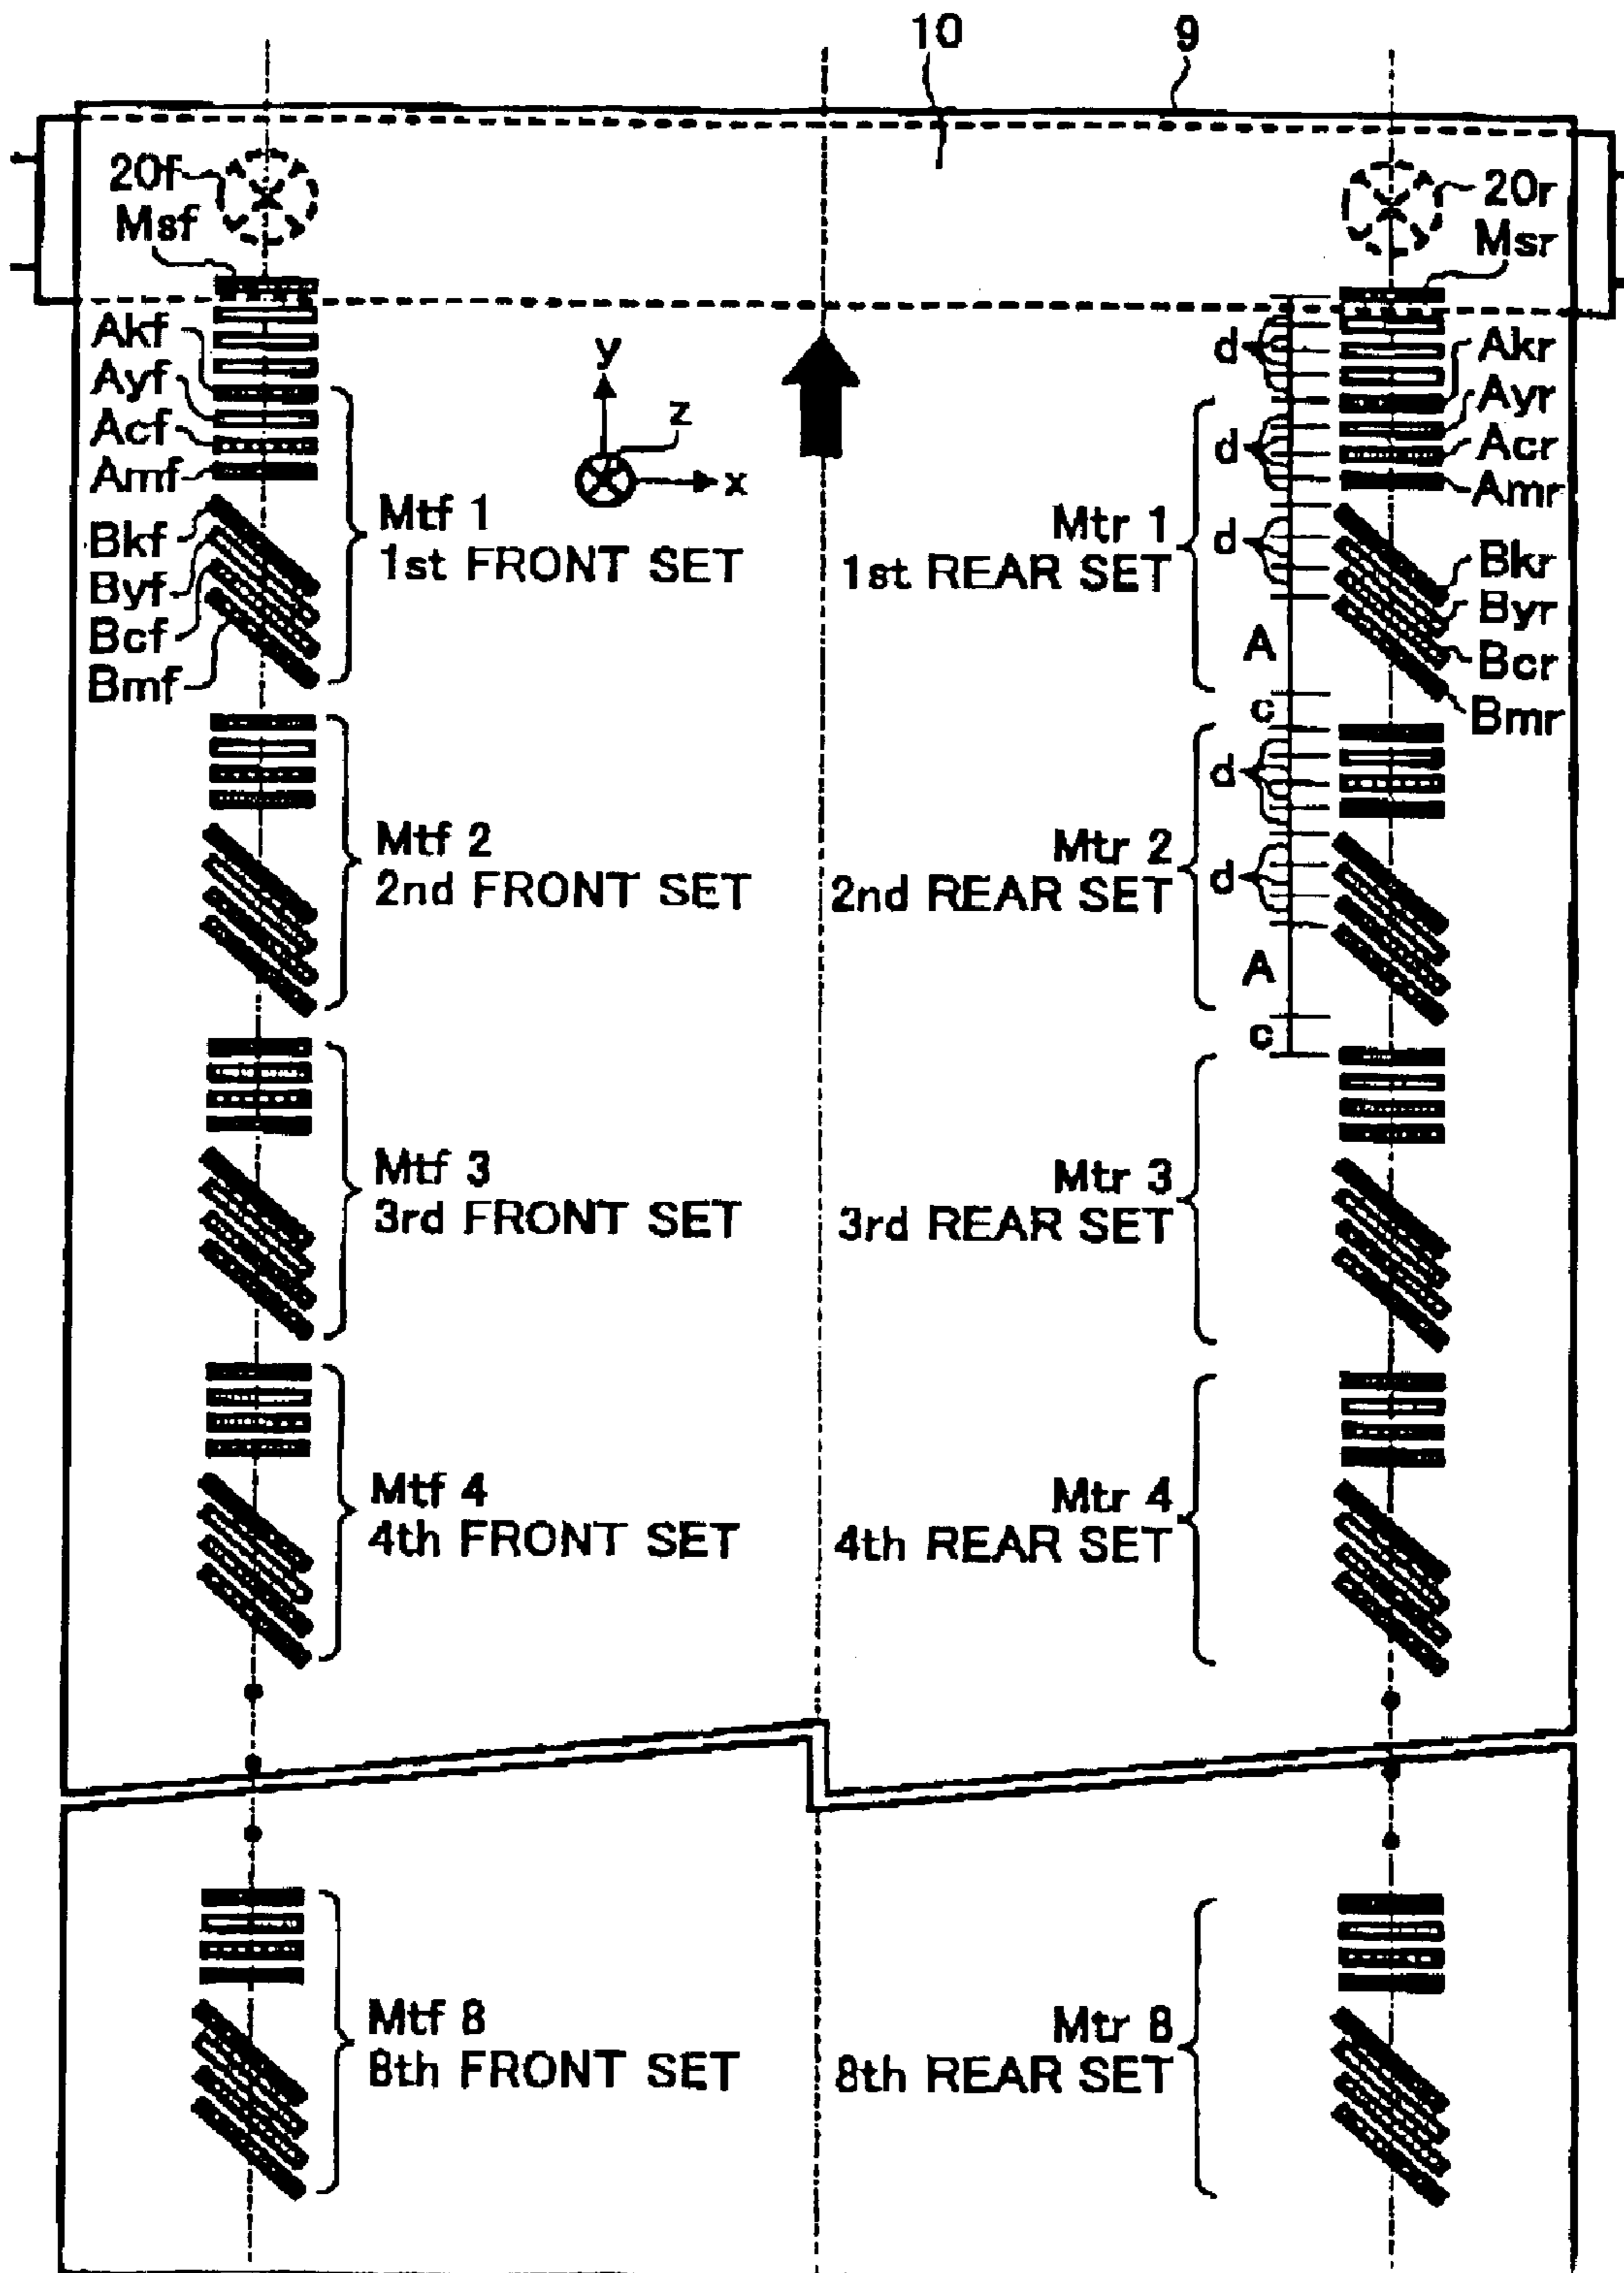 10 9
20f 20r
Msf Msr
Akf d Akr
Ayf y Ayr
Acf z d Acr
Amf x Amr
Mtf 1 Mtr 1
1st FRONT SET 1st REAR SET
Bkf d Bkr
Byf Byr
Bcf A Bcr
Bmf c Bmr
d
Mtf 2 Mtr 2
2nd FRONT SET 2nd REAR SET
d
A
c
Mtf 3 Mtr 3
3rd FRONT SET 3rd REAR SET
Mtf 4 Mtr 4
4th FRONT SET 4th REAR SET
Mtf 8 Mtr 8
8th FRONT SET 8th REAR SET